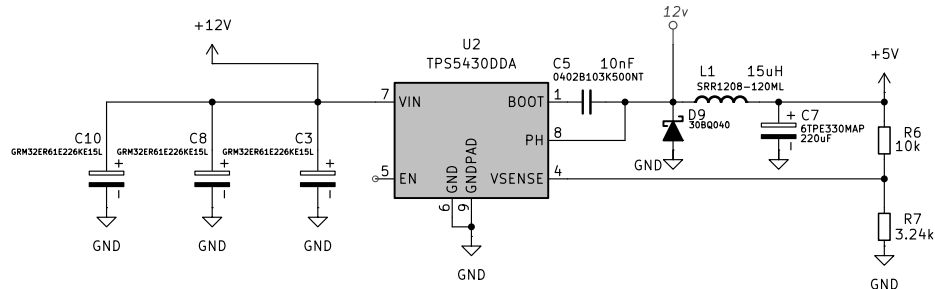 12v
+12V
U2
TPS5430DDA
C5
10nF
0402B103K500NT
L1
15uH
SRR1208-120ML
+5V
7
VIN
BOOT
1
PH
8
5
EN
VSENSE
4
GND
GNDPAD
6
9
GND
C10
GRM32ER61E226KE15L
+
GND
C8
GRM32ER61E226KE15L
+
GND
C3
GRM32ER61E226KE15L
+
GND
D9
30BQ040
GND
+
C7
6TPE330MAP
220uF
GND
R6
10k
R7
3.24k
GND